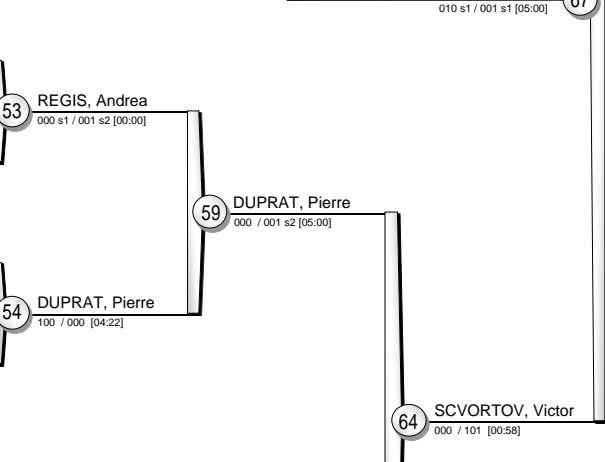 010 s1 / 001 s1 [05:00]
67
53
REGIS, Andrea
000 s1 / 001 s2 [00:00]
59
DUPRAT, Pierre
000 / 001 s2 [05:00]
54
DUPRAT, Pierre
100 / 000 [04:22]
64
SCVORTOV, Victor
000 / 101 [00:58]